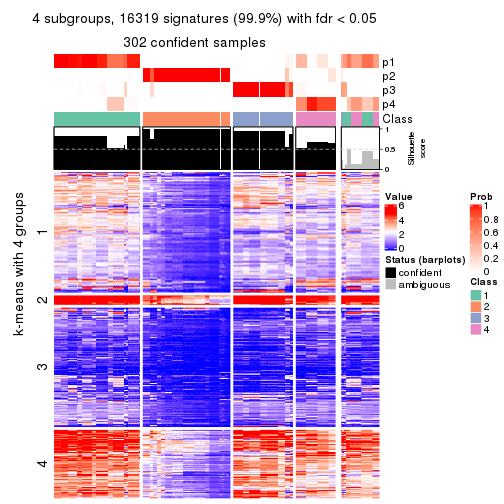 4 subgroups, 16319 signatures (99.9%) with fdr < 0.05
302 confident samples
p1
p2
p3
p4
Class
1
0.5
0
Silhouette
score
k-means with 4 groups
1
2
3
4
Value
6
4
2
0
Status (barplots)
confident
ambiguous
Prob
1
0.8
0.6
0.4
0.2
0
Class
1
2
3
4